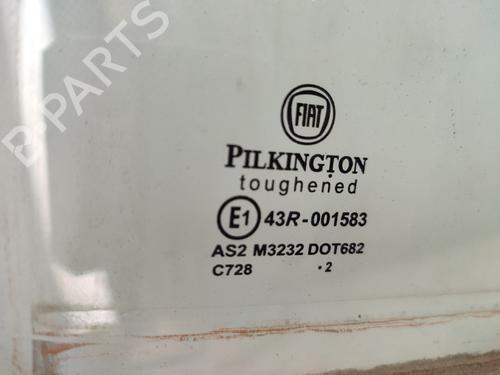 B-PARTS
FIAT
PILKINGTON
toughened
E1 43R-001583
AS2 M3232 DOT682
C728 .2